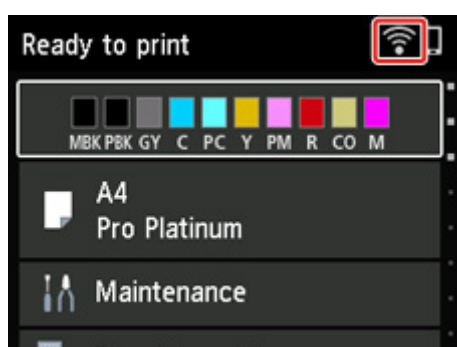 Ready to print
MBK PBK GY C PC Y PM R CO M
A4
Pro Platinum
Maintenance